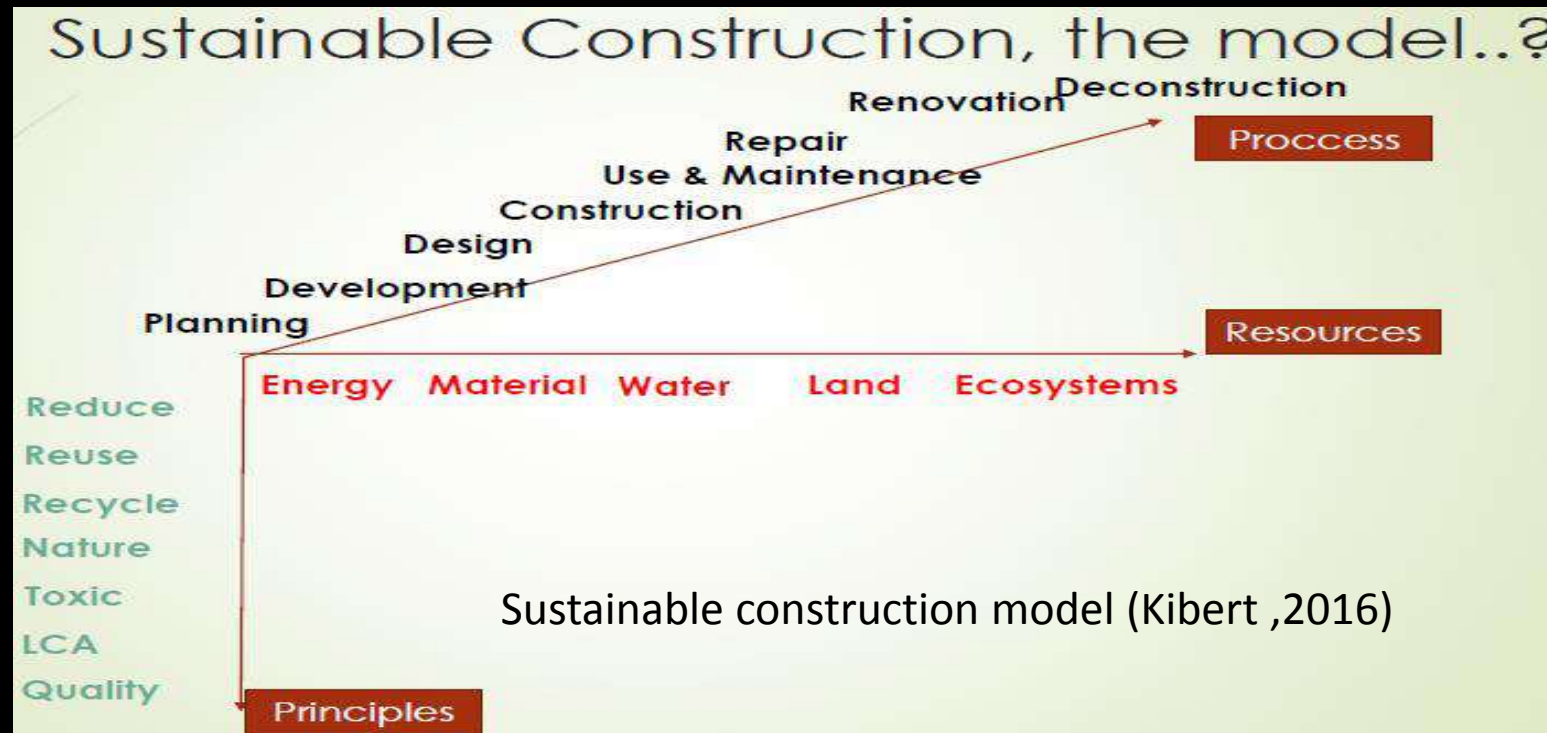 Sustainable Construction, the model..?
Deconstruction
Renovation
Proccess
Repair
Use & Maintenance
Construction
Design
Development
Planning
Resources
Energy Material Water Land Ecosystems
Reduce
Reuse
Recycle
Nature
Toxic
LCA
Quality
Sustainable construction model (Kibert ,2016)
Principles